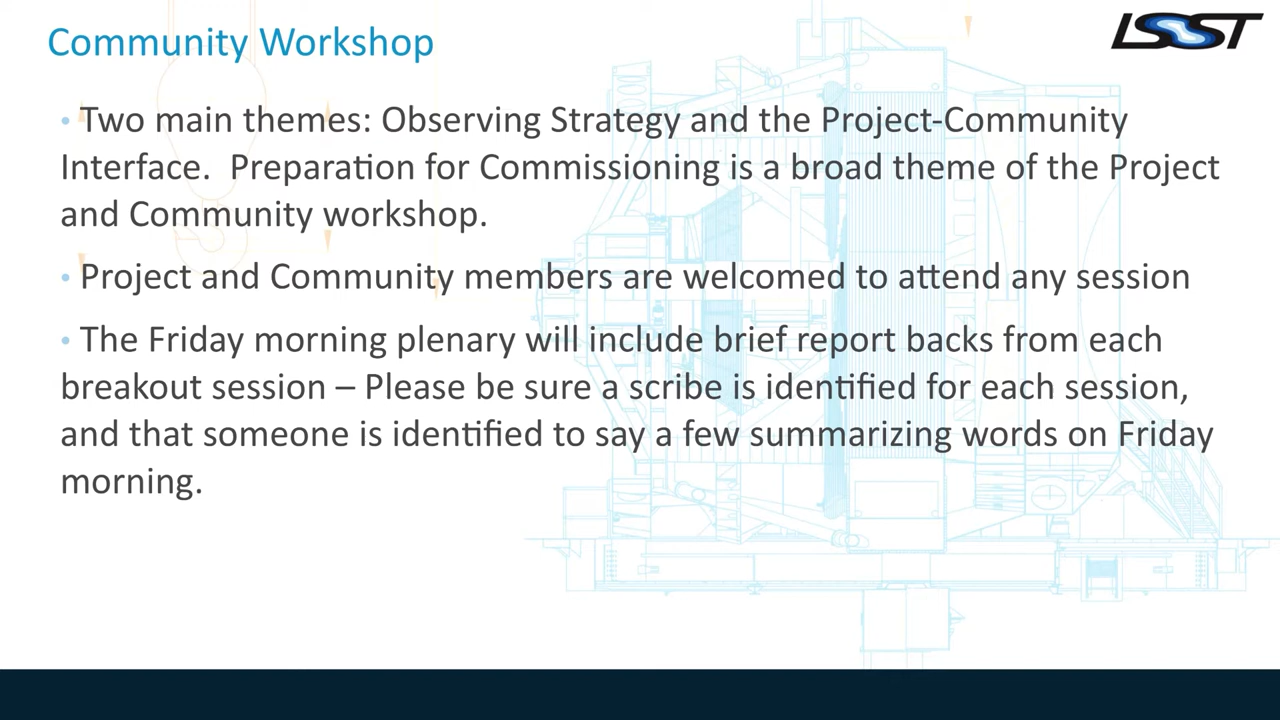 Community Workshop
LSST
• Two main themes: Observing Strategy and the Project-Community
Interface.  Preparation for Commissioning is a broad theme of the Project
and Community workshop.
• Project and Community members are welcomed to attend any session
• The Friday morning plenary will include brief report backs from each
breakout session – Please be sure a scribe is identified for each session,
and that someone is identified to say a few summarizing words on Friday
morning.